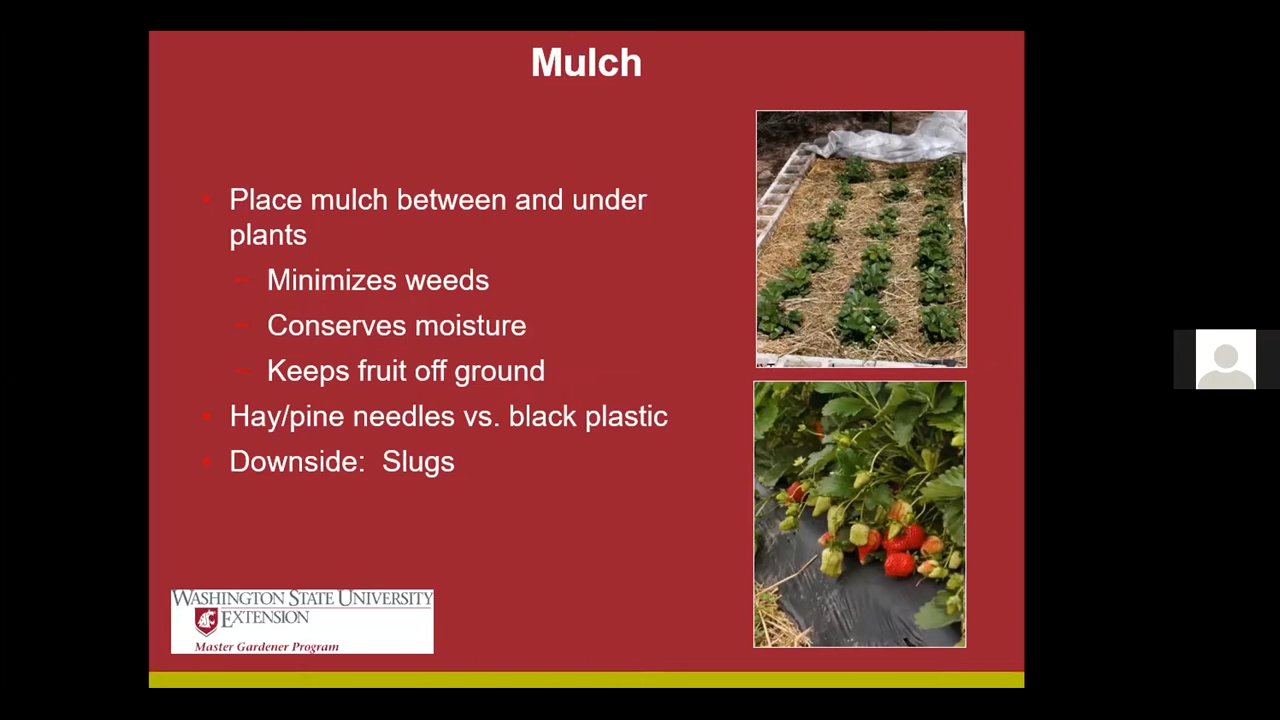 Mulch
• Place mulch between and under
plants
– Minimizes weeds
– Conserves moisture
– Keeps fruit off ground
• Hay/pine needles vs. black plastic
• Downside: Slugs
WASHINGTON STATE UNIVERSITY
EXTENSION
Master Gardener Program